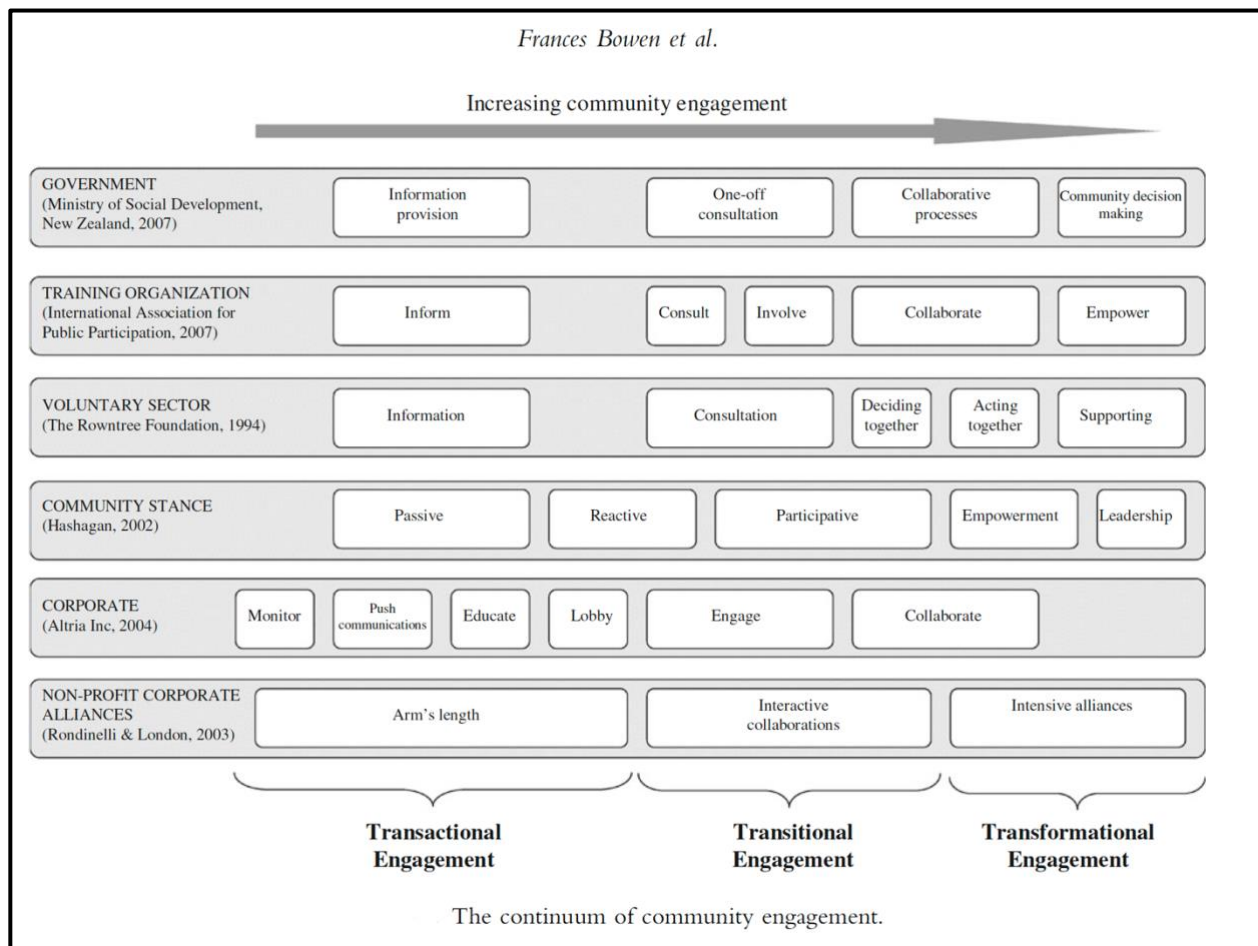 Frances Bowen et al.
Increasing community engagement
GOVERNMENT
(Ministry of Social Development,
New Zealand, 2007)
Information
provision
One-off
consultation
Collaborative
processes
Community decision
making
TRAINING ORGANIZATION
(International Association for
Public Participation, 2007)
Inform
Consult
Involve
Collaborate
Empower
VOLUNTARY SECTOR
(The Rowntree Foundation, 1994)
Information
Consultation
Deciding
together
Acting
together
Supporting
COMMUNITY STANCE
(Hashagan, 2002)
Passive
Reactive
Participative
Empowerment
Leadership
CORPORATE
(Altria Inc, 2004)
Monitor
Push
communications
Educate
Lobby
Engage
Collaborate
NON-PROFIT CORPORATE
ALLIANCES
(Rondinelli & London, 2003)
Arm's length
Interactive
collaborations
Intensive alliances
Transactional
Engagement
Transitional
Engagement
Transformational
Engagement
The continuum of community engagement.